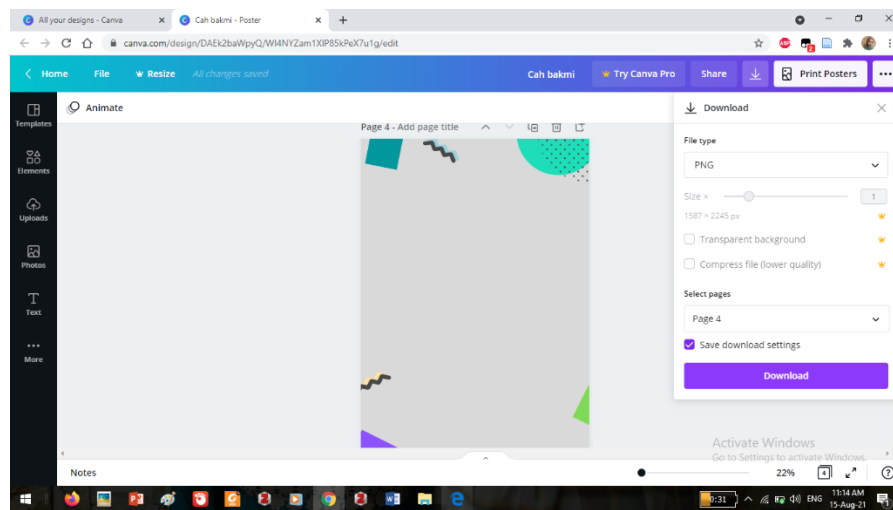 All your designs - Canva
Cah bakmi - Poster
canva.com/design/DAEk2baWpyQ/WI4NYZam1XIP85kPeX7u1g/edit
Home File Resize All changes saved Cah bakmi Try Canva Pro Share Print Posters
Templates
Elements
Uploads
Photos
Text
More
Animate
Page 4 - Add page title
Download
File type
PNG
Size × 1
1587 × 2245 px
Transparent background
Compress file (lower quality)
Select pages
Page 4
Save download settings
Download
Activate Windows
Go to Settings to activate Windows.
Notes 22% 4
ENG 11:14 AM
15-Aug-21